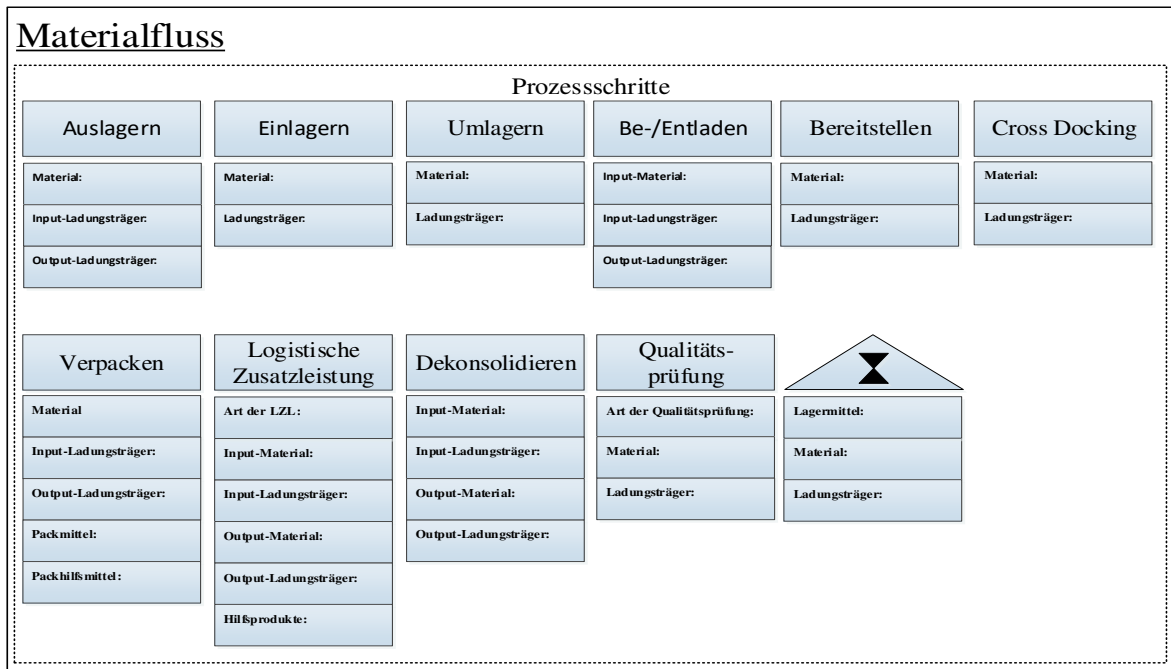 Materialfluss
Prozessschritte
Auslagern
Material:
Input-Ladungsträger:
Output-Ladungsträger:
Einlagern
Material:
Ladungsträger:
Umlagern
Material:
Ladungsträger:
Be-/Entladen
Input-Material:
Input-Ladungsträger:
Output-Ladungsträger:
Bereitstellen
Material:
Ladungsträger:
Cross Docking
Material:
Ladungsträger:
Verpacken
Material
Input-Ladungsträger:
Output-Ladungsträger:
Packmittel:
Packhilfsmittel:
Logistische
Zusatzleistung
Art der LZL:
Input-Material:
Input-Ladungsträger:
Output-Material:
Output-Ladungsträger:
Hilfsprodukte:
Dekonsolidieren
Input-Material:
Input-Ladungsträger:
Output-Material:
Output-Ladungsträger:
Qualitäts-
prüfung
Art der Qualitätsprüfung:
Material:
Ladungsträger:
Lagermittel:
Material:
Ladungsträger: